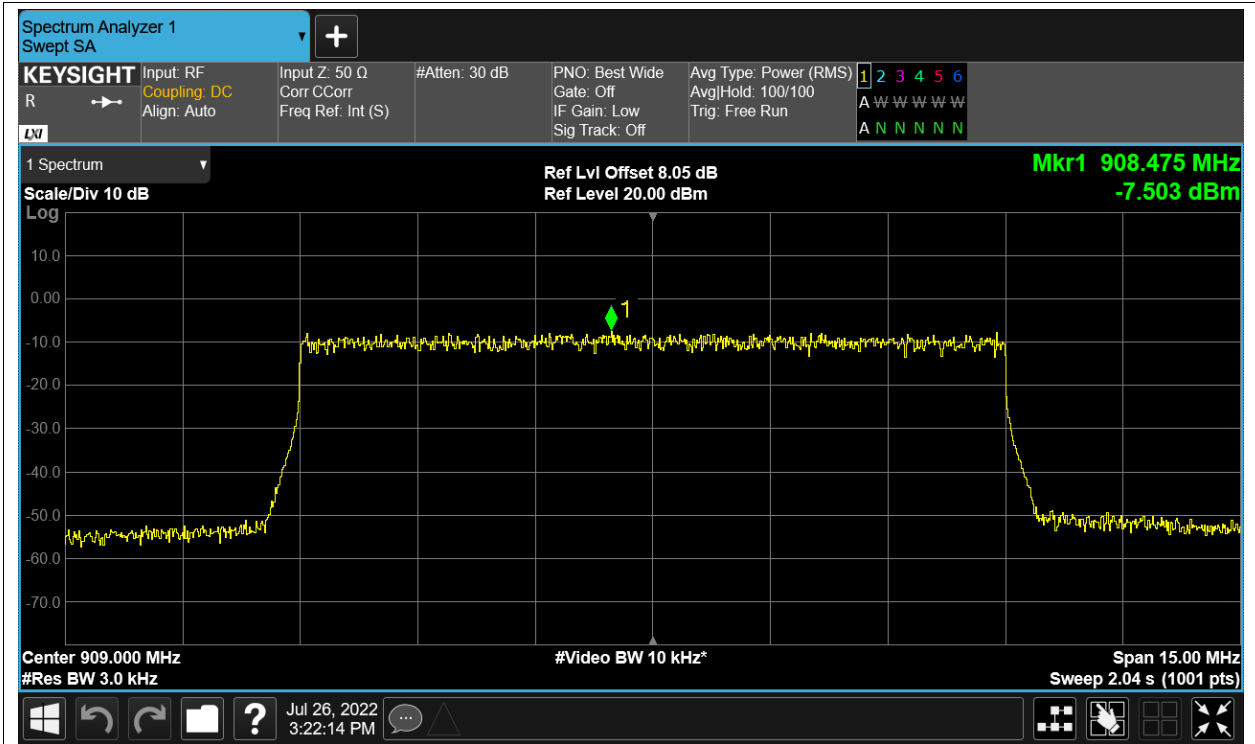 Spectrum Analyzer 1
Swept SA
+
KEYSIGHT
R
LXI
Input: RF
Coupling: DC
Align: Auto
Input Z: 50 Ω
Corr CCorr
Freq Ref: Int (S)
#Atten: 30 dB
PNO: Best Wide
Gate: Off
IF Gain: Low
Sig Track: Off
Avg Type: Power (RMS)
Avg|Hold: 100/100
Trig: Free Run
1 2 3 4 5 6
A W W W W W
A N N N N N
1 Spectrum
Scale/Div 10 dB
Log
Ref Lvl Offset 8.05 dB
Ref Level 20.00 dBm
Mkr1 908.475 MHz
-7.503 dBm
10.0
0.00
-10.0
-20.0
-30.0
-40.0
-50.0
-60.0
-70.0
1
Center 909.000 MHz
#Res BW 3.0 kHz
#Video BW 10 kHz*
Span 15.00 MHz
Sweep 2.04 s (1001 pts)
?
Jul 26, 2022
3:22:14 PM